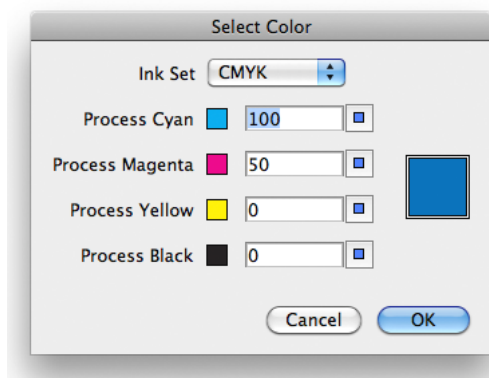 Select Color
Ink Set CMYK
Process Cyan 100
Process Magenta 50
Process Yellow 0
Process Black 0
Cancel OK